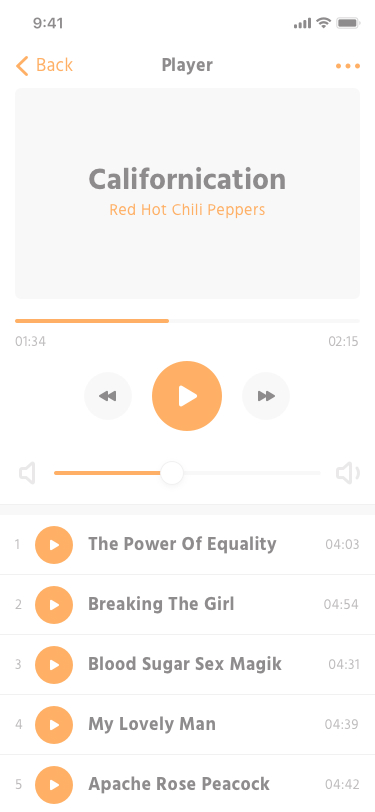 9:41
Back Player
Californication
Red Hot Chili Peppers
01:34 02:15
1 The Power Of Equality 04:03
2 Breaking The Girl 04:54
3 Blood Sugar Sex Magik 04:31
4 My Lovely Man 04:39
5 Apache Rose Peacock 04:42